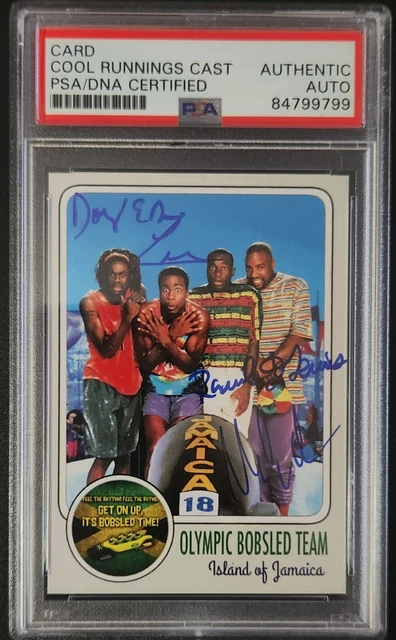 CARD
COOL RUNNINGS CAST
PSA/DNA CERTIFIED
AUTHENTIC
AUTO
84799799
PSA
JAMAICA
18
FEEL THE RHYTHM! FEEL THE RHYME!
GET ON UP,
IT'S BOBSLED TIME!
OLYMPIC BOBSLED TEAM
Island of Jamaica